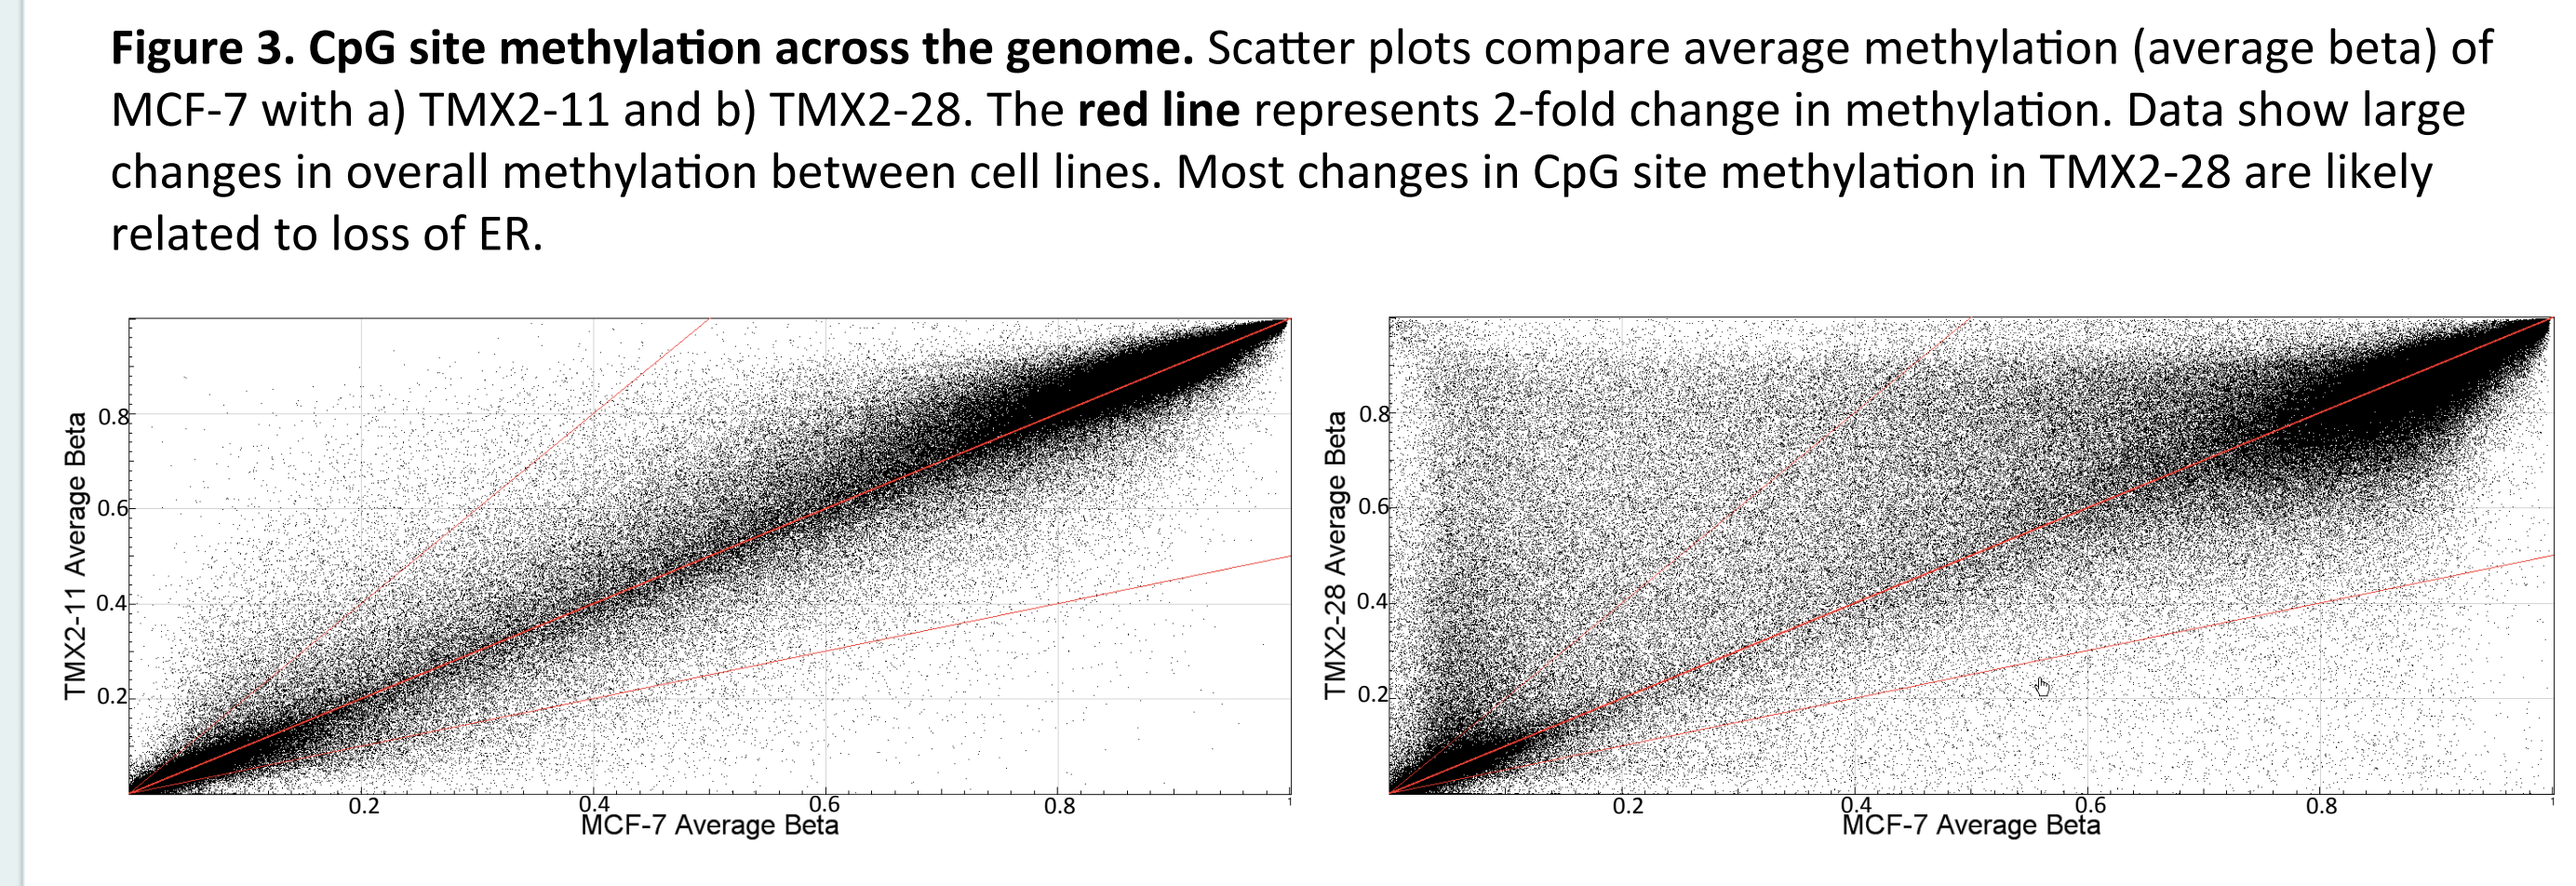 Figure 3. CpG site methylation across the genome. Scatter plots compare average methylation (average beta) of
MCF-7 with a) TMX2-11 and b) TMX2-28. The red line represents 2-fold change in methylation. Data show large
changes in overall methylation between cell lines. Most changes in CpG site methylation in TMX2-28 are likely
related to loss of ER.
TMX2-11 Average Beta
0.8
0.6
0.4
0.2
0.2
0.4
0.6
0.8
1
MCF-7 Average Beta
TMX2-28 Average Beta
0.8
0.6
0.4
0.2
0.2
0.4
0.6
0.8
1
MCF-7 Average Beta